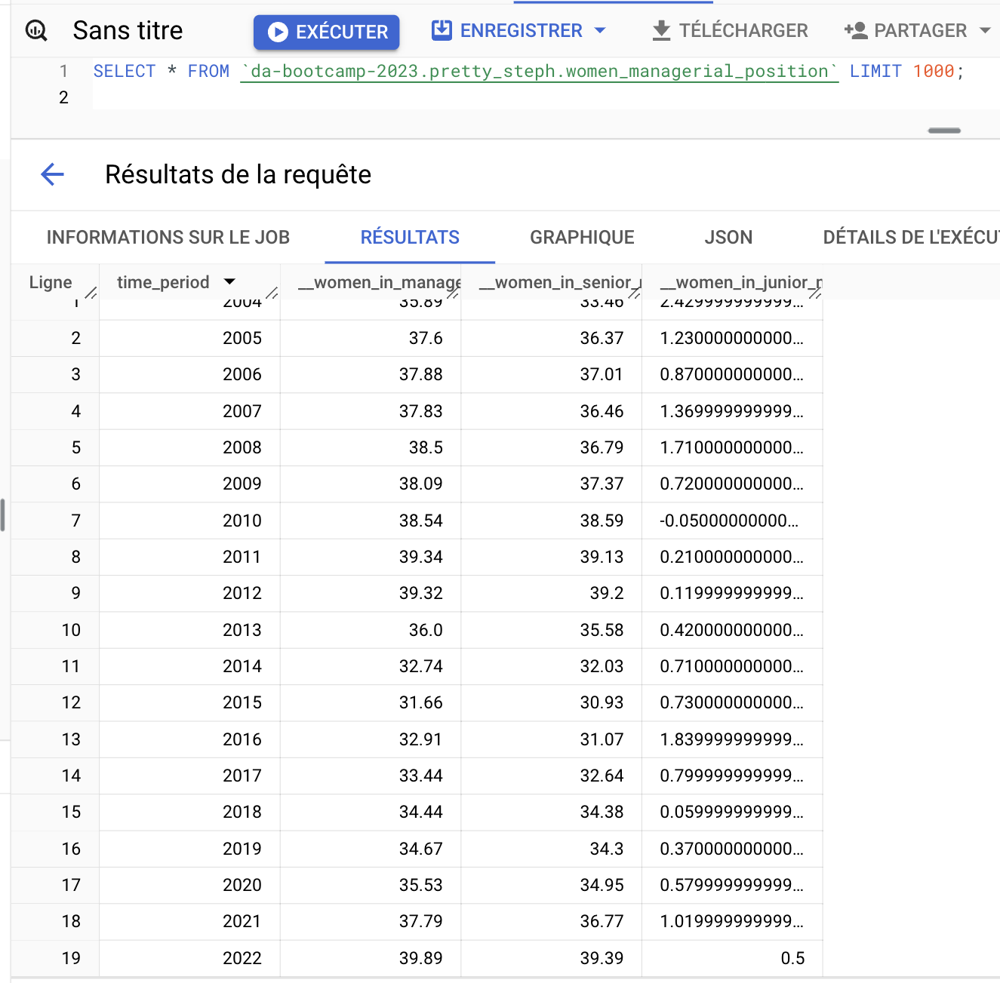 Sans titre EXÉCUTER ENREGISTRER TÉLÉCHARGER PARTAGER
1 SELECT * FROM `da-bootcamp-2023.pretty_steph.women_managerial_position` LIMIT 1000;
2
Résultats de la requête
INFORMATIONS SUR LE JOB RÉSULTATS GRAPHIQUE JSON DÉTAILS DE L'EXÉCUT
Ligne time_period __women_in_manage __women_in_senior_ __women_in_junior_
1 2004 35.89 33.46 2.429999999999…
2 2005 37.6 36.37 1.230000000000…
3 2006 37.88 37.01 0.870000000000…
4 2007 37.83 36.46 1.369999999999…
5 2008 38.5 36.79 1.710000000000…
6 2009 38.09 37.37 0.720000000000…
7 2010 38.54 38.59 -0.05000000000…
8 2011 39.34 39.13 0.210000000000…
9 2012 39.32 39.2 0.119999999999…
10 2013 36.0 35.58 0.420000000000…
11 2014 32.74 32.03 0.710000000000…
12 2015 31.66 30.93 0.730000000000…
13 2016 32.91 31.07 1.839999999999…
14 2017 33.44 32.64 0.799999999999…
15 2018 34.44 34.38 0.059999999999…
16 2019 34.67 34.3 0.370000000000…
17 2020 35.53 34.95 0.579999999999…
18 2021 37.79 36.77 1.019999999999…
19 2022 39.89 39.39 0.5